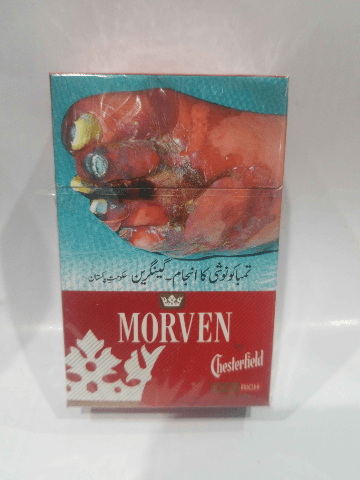 تمباکو نوشی کا انجام۔ گینگرین حکومتِ پاکستان
MORVEN
Chesterfield
RICH